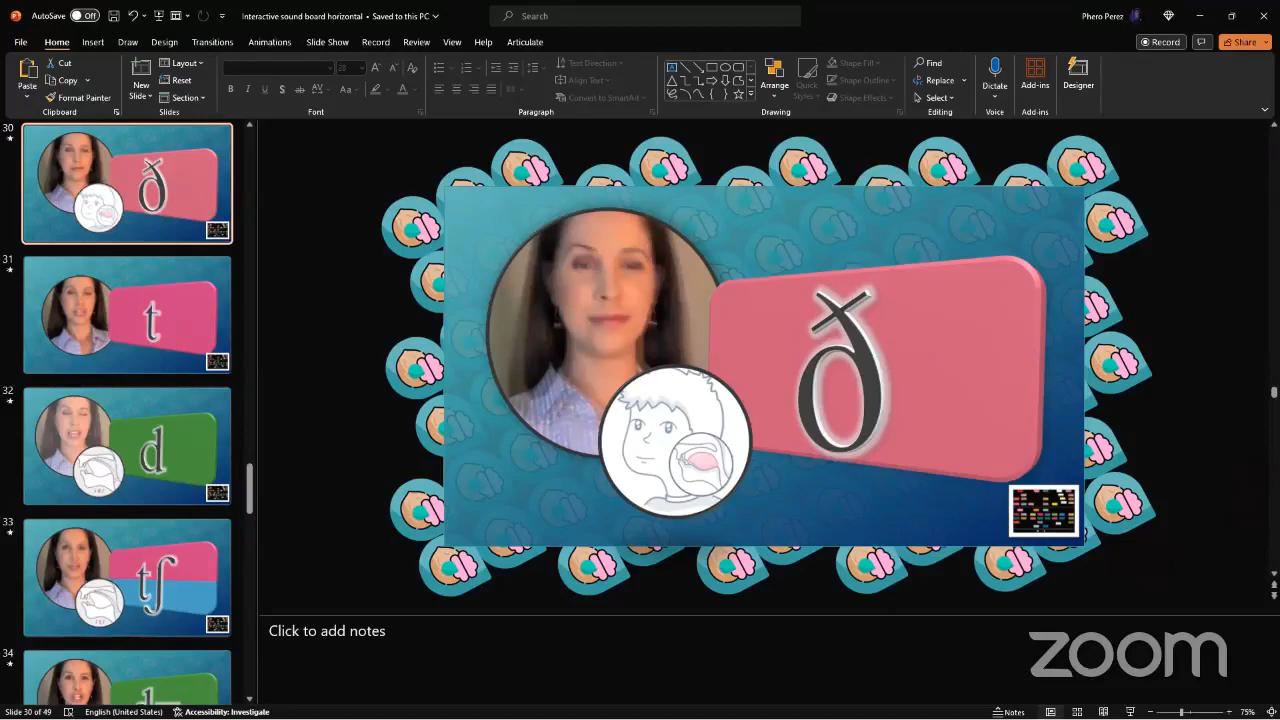 AutoSave Off Interactive sound board horizontal • Saved to this PC Search Phero Perez
File Home Insert Draw Design Transitions Animations Slide Show Record Review View Help Articulate Record Share
Paste Cut Copy Format Painter Clipboard
New Slide Layout Reset Section Slides
28 B I U S ab AV Aa A Font
Text Direction Align Text Convert to SmartArt Paragraph
Arrange Quick Styles Shape Fill Shape Outline Shape Effects Drawing
Find Replace Select Editing
Dictate Voice
Add-ins Add-ins
Designer
30
ð
31
t
32
d
33
tʃ
34
ð
Click to add notes
zoom
Slide 30 of 49 English (United States) Accessibility: Investigate Notes 75%